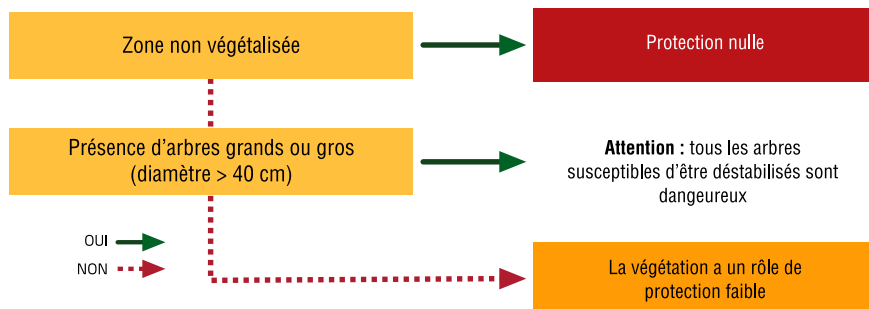 Zone non végétalisée
Protection nulle
Présence d'arbres grands ou gros
(diamètre > 40 cm)
Attention : tous les arbres
susceptibles d'être déstabilisés sont
dangeureux
OUI
NON
La végétation a un rôle de
protection faible